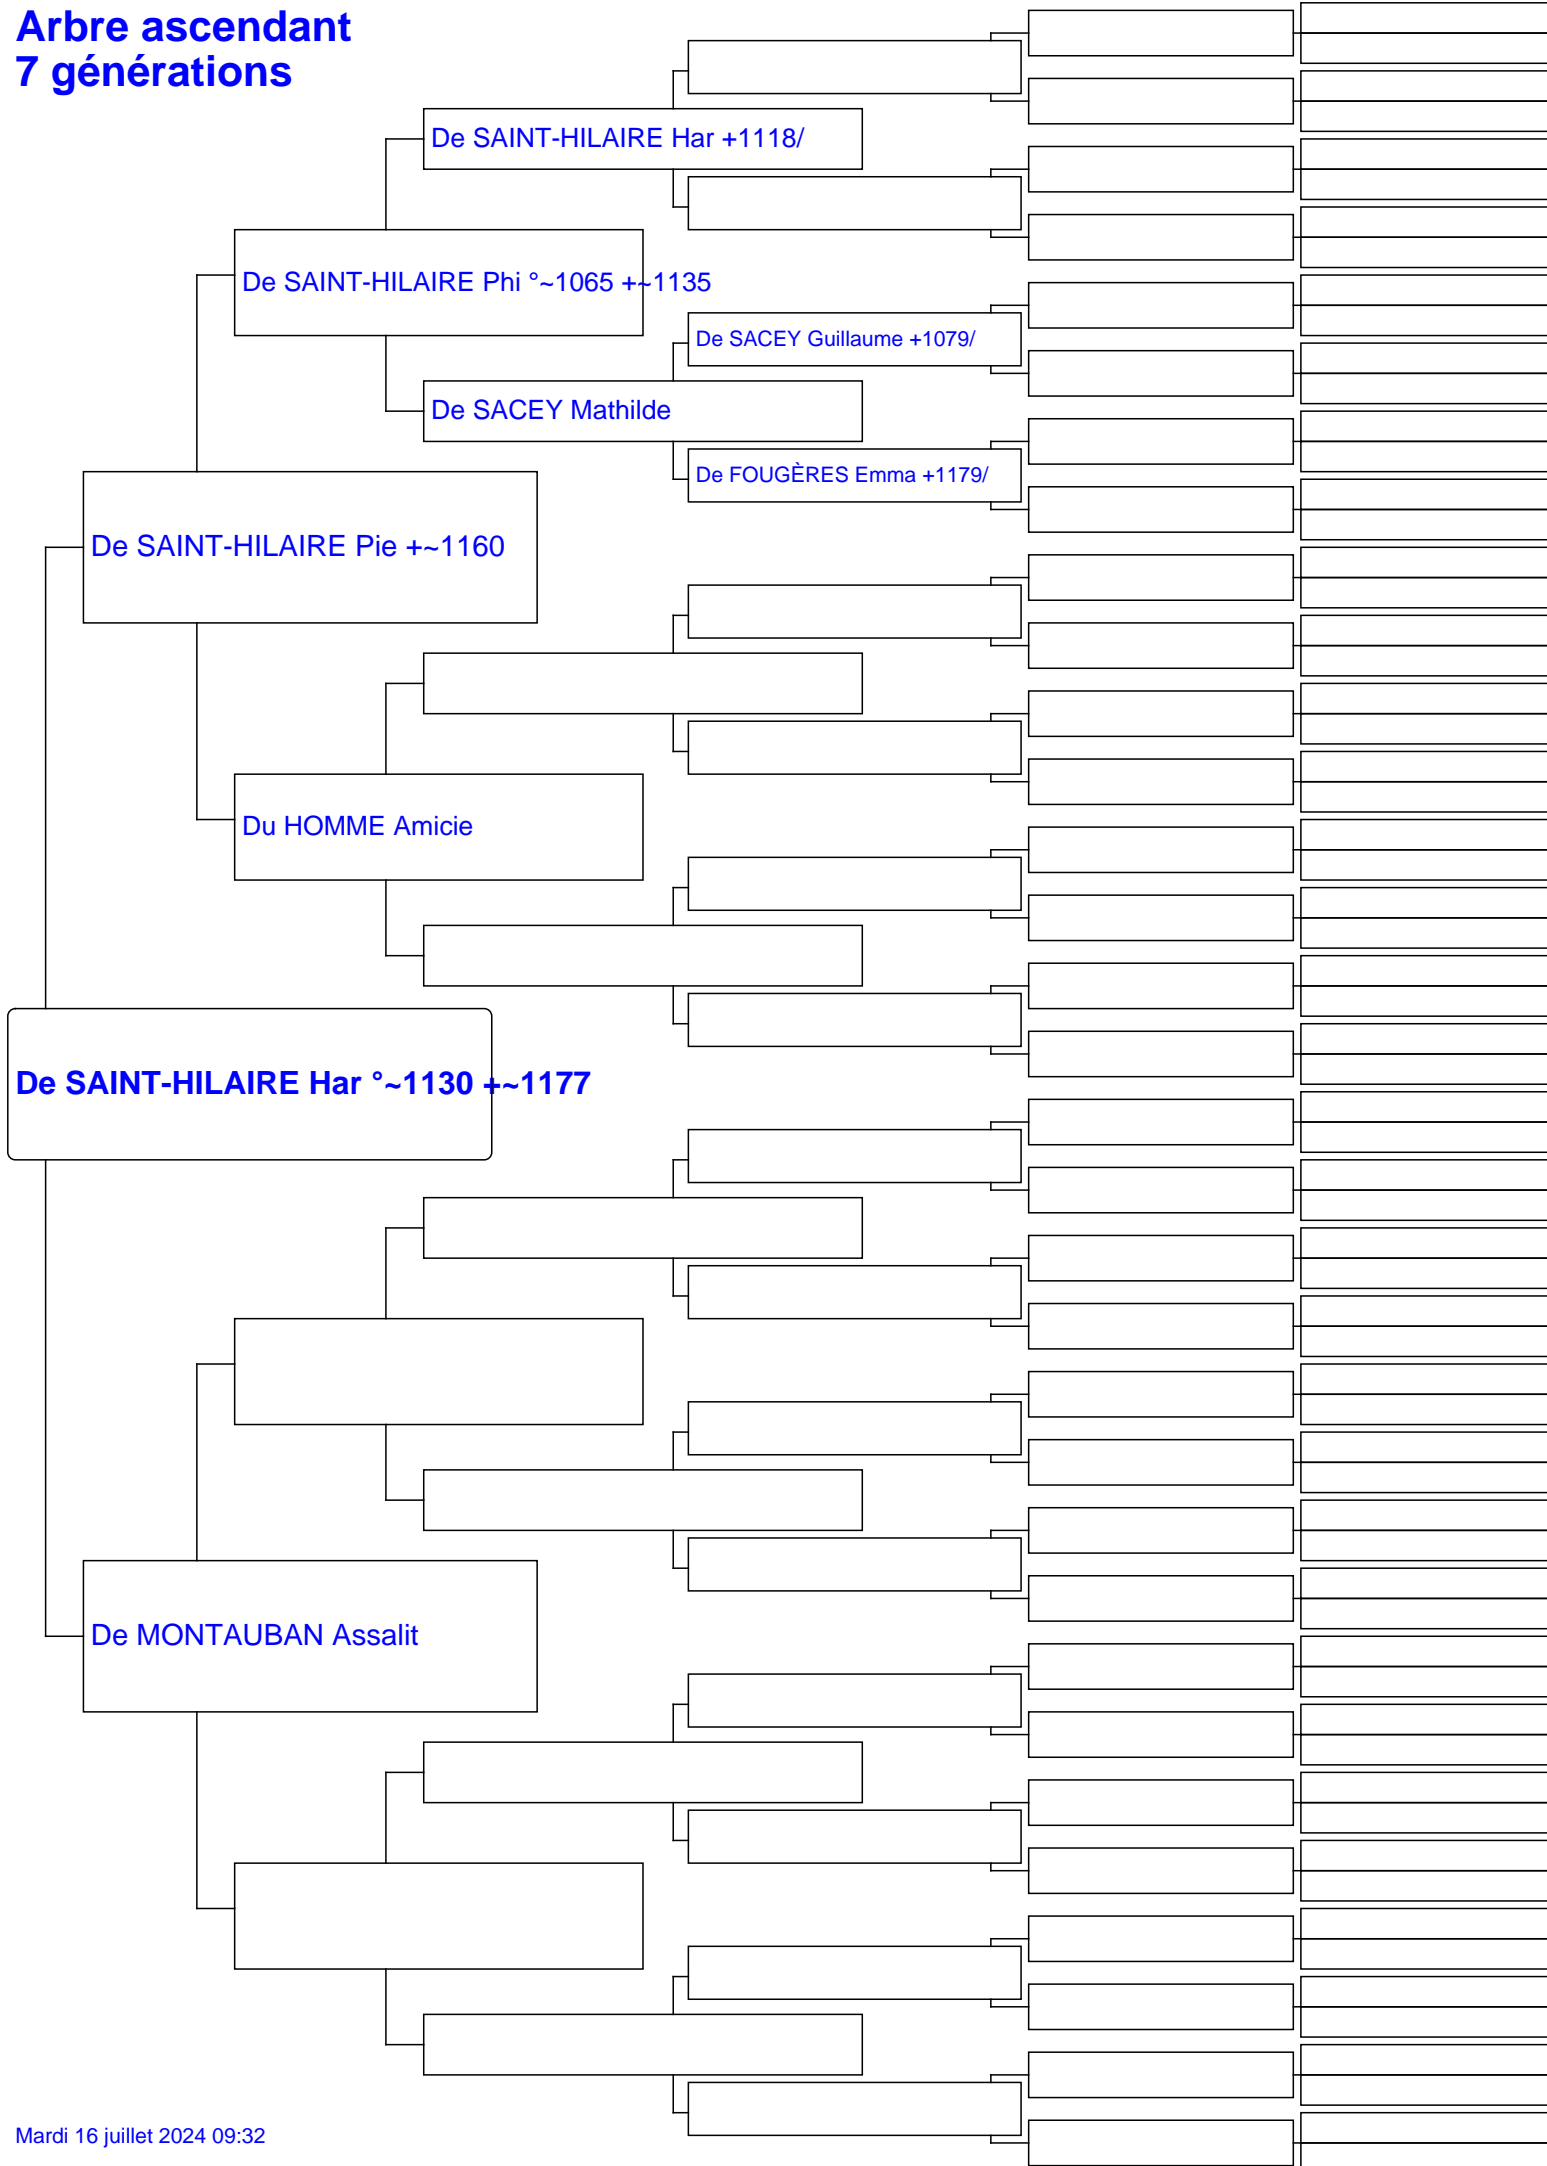 Arbre ascendant
7 générations
De SAINT-HILAIRE Har +1118/
De SAINT-HILAIRE Phi °~1065 +~1135
De SACEY Guillaume +1079/
De SACEY Mathilde
De FOUGÈRES Emma +1179/
De SAINT-HILAIRE Pie +~1160
Du HOMME Amicie
De SAINT-HILAIRE Har °~1130 +~1177
De MONTAUBAN Assalit
Mardi 16 juillet 2024 09:32